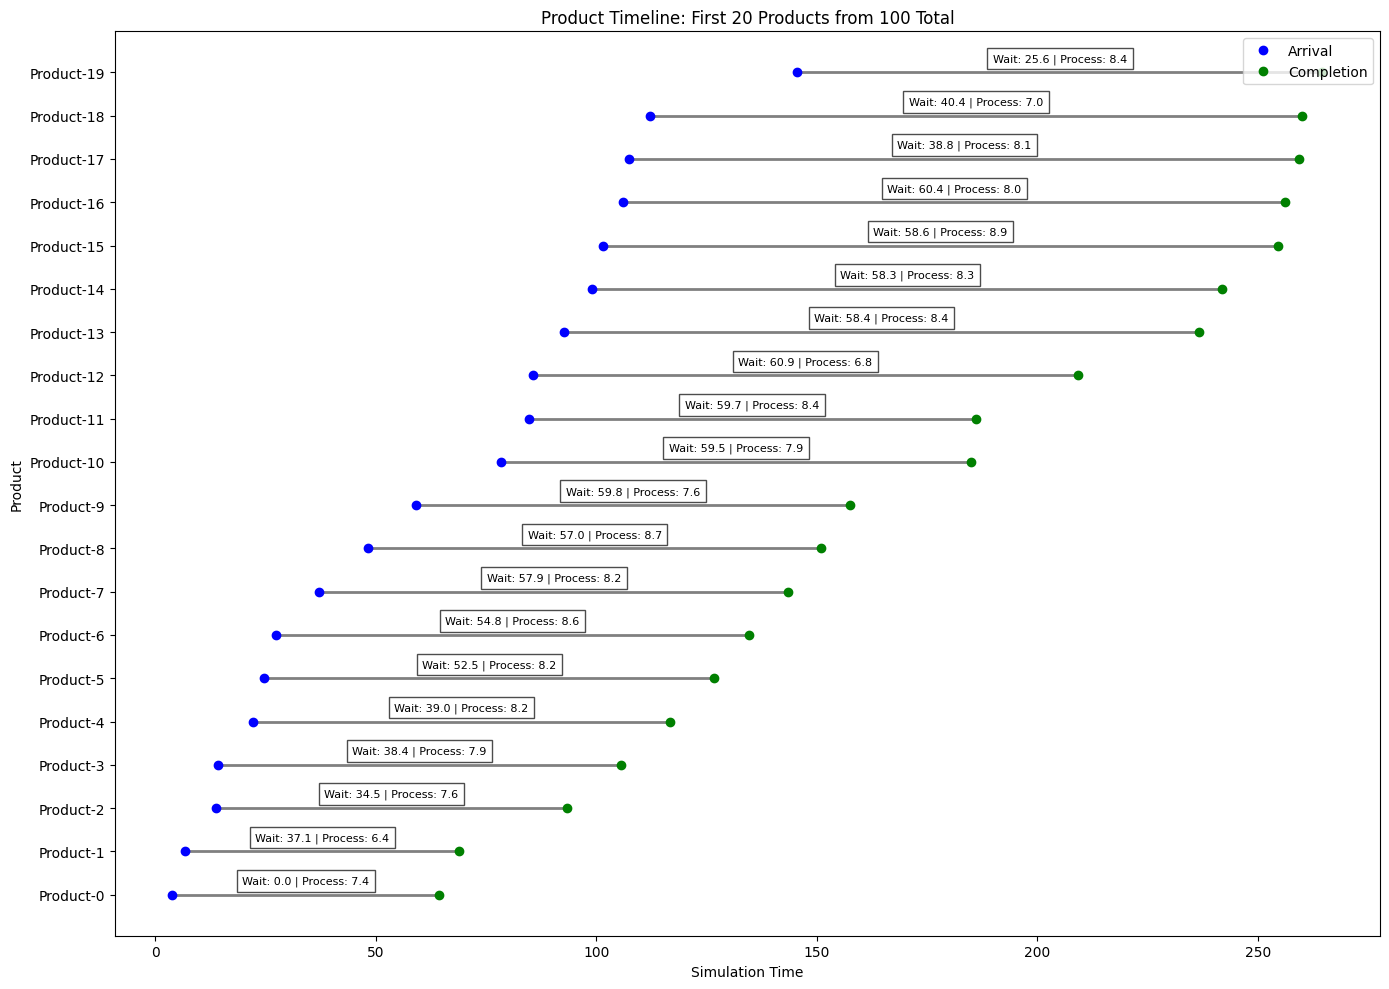 Product Timeline: First 20 Products from 100 Total
Arrival
Completion
Product-19
Wait: 25.6 | Process: 8.4
Product-18
Wait: 40.4 | Process: 7.0
Product-17
Wait: 38.8 | Process: 8.1
Product-16
Wait: 60.4 | Process: 8.0
Product-15
Wait: 58.6 | Process: 8.9
Product-14
Wait: 58.3 | Process: 8.3
Product-13
Wait: 58.4 | Process: 8.4
Product-12
Wait: 60.9 | Process: 6.8
Product-11
Wait: 59.7 | Process: 8.4
Product-10
Wait: 59.5 | Process: 7.9
Product-9
Wait: 59.8 | Process: 7.6
Product-8
Wait: 57.0 | Process: 8.7
Product-7
Wait: 57.9 | Process: 8.2
Product-6
Wait: 54.8 | Process: 8.6
Product-5
Wait: 52.5 | Process: 8.2
Product-4
Wait: 39.0 | Process: 8.2
Product-3
Wait: 38.4 | Process: 7.9
Product-2
Wait: 34.5 | Process: 7.6
Product-1
Wait: 37.1 | Process: 6.4
Product-0
Wait: 0.0 | Process: 7.4
Product
0 50 100 150 200 250
Simulation Time